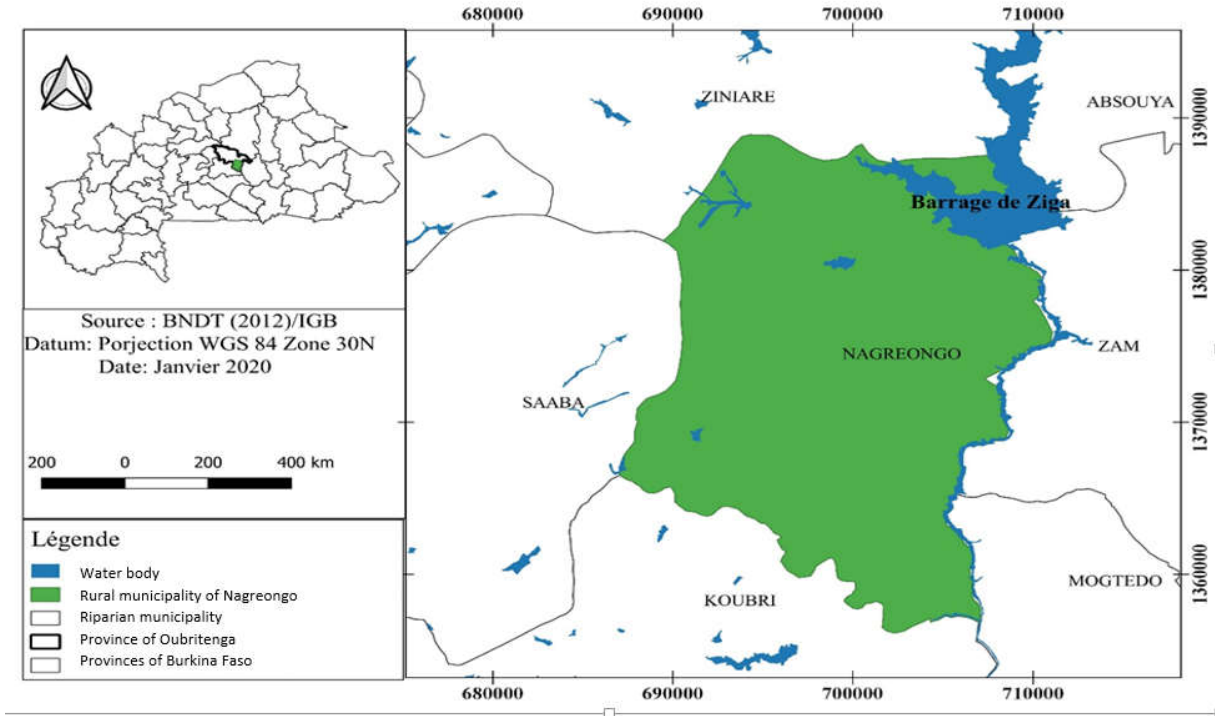 680000 690000 700000 710000
ZINIARE
ABSOUYA
1390000
Barrage de Ziga
1380000
NAGREONGO
ZAM
SAABA
1370000
KOUBRI
MOGTEDO
1360000
680000 690000 700000 710000
Source : BNDT (2012)/IGB
Datum: Porjection WGS 84 Zone 30N
Date: Janvier 2020
200 0 200 400 km
Légende
Water body
Rural municipality of Nagreongo
Riparian municipality
Province of Oubritenga
Provinces of Burkina Faso